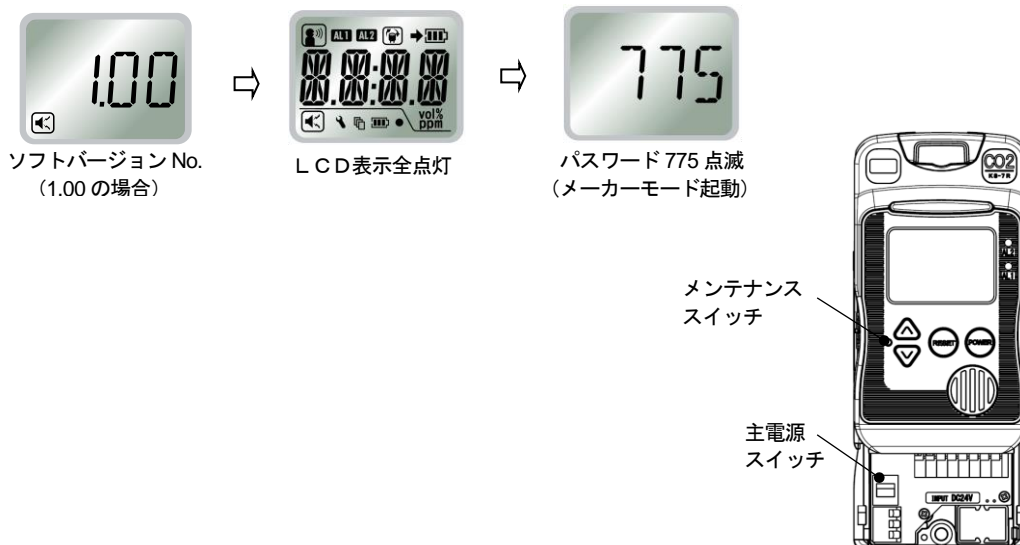 1.00
ソフトバージョン No.
(1.00 の場合)
AL1 AL2
8.8:8.8
vol%
ppm
ＬＣＤ表示全点灯
775
パスワード 775 点滅
(メーカーモード起動)
CO2
KS-7R
メンテナンス
スイッチ
RESET POWER
主電源
スイッチ
INPUT DC24V